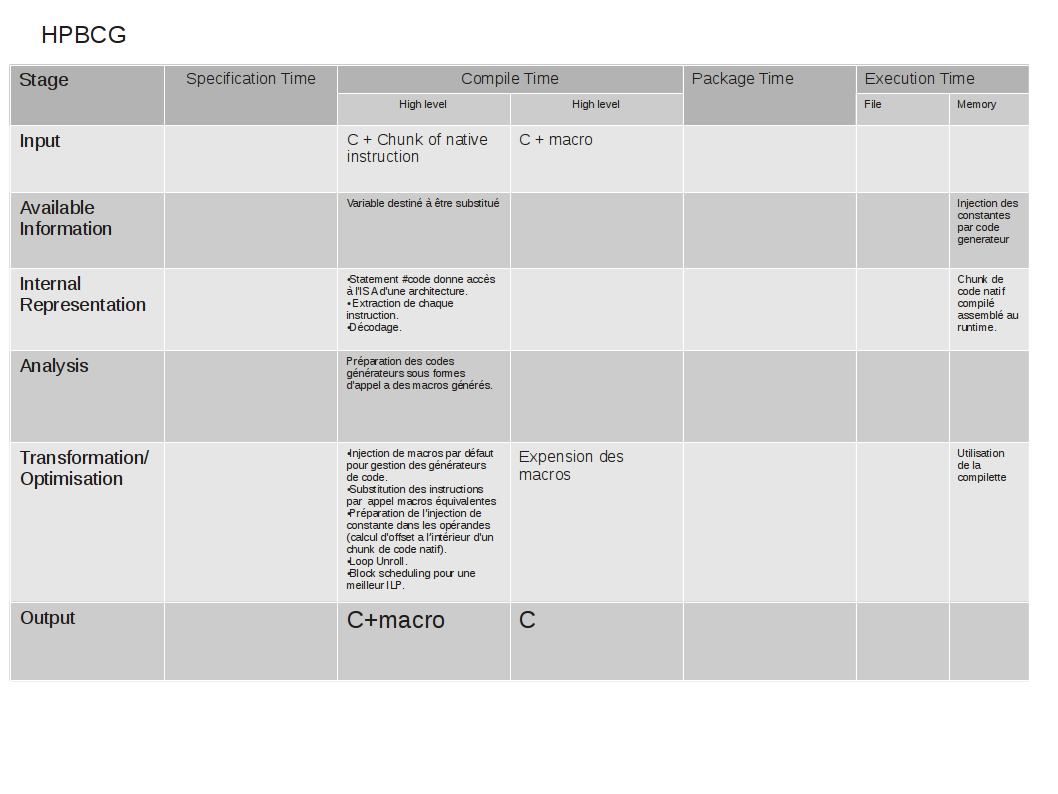 HPBCG
Stage
Specification Time
Compile Time
Package Time
Execution Time
High level
High level
File
Memory
Input
C + Chunk of native
instruction
C + macro
Available
Information
Variable destiné à être substitué
Injection des
constantes
par code
generateur
Internal
Representation
•Statement #code donne accès
à l'ISA d'une architecture.
•Extraction de chaque
instruction.
•Décodage.
Chunk de
code natif
compilé
assemblé au
runtime.
Analysis
Préparation des codes
générateurs sous formes
d'appel a des macros générés.
Transformation/
Optimisation
•Injection de macros par défaut
pour gestion des générateurs
de code.
•Substitution des instructions
par appel macros équivalentes
•Préparation de l'injection de
constante dans les opérandes
(calcul d'offset a l'intérieur d'un
chunk de code natif).
•Loop Unroll.
•Block scheduling pour une
meilleur ILP.
Expension des
macros
Utilisation
de la
compilette
Output
C+macro
C